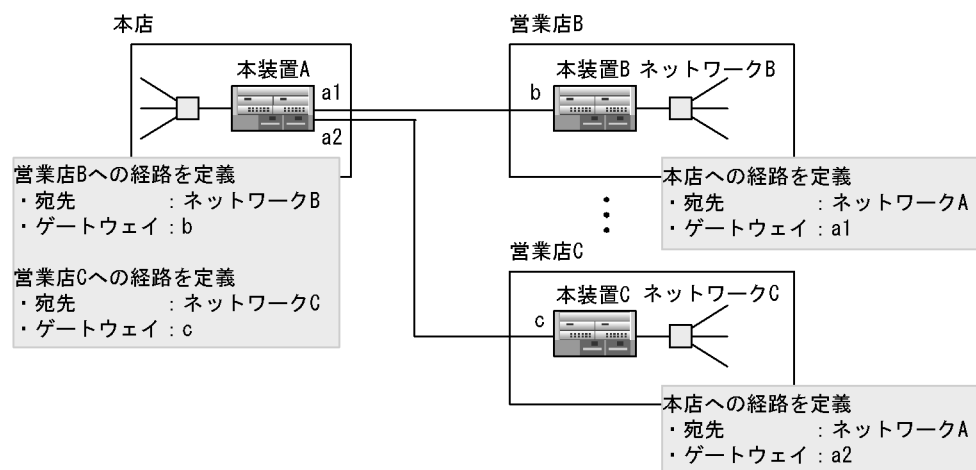 本店
本装置A
a1
a2
営業店Bへの経路を定義
・宛先　　　：ネットワークB
・ゲートウェイ：b
営業店Cへの経路を定義
・宛先　　　：ネットワークC
・ゲートウェイ：c
営業店B
本装置B ネットワークB
b
本店への経路を定義
・宛先　　　：ネットワークA
・ゲートウェイ：a1
営業店C
本装置C ネットワークC
c
本店への経路を定義
・宛先　　　：ネットワークA
・ゲートウェイ：a2